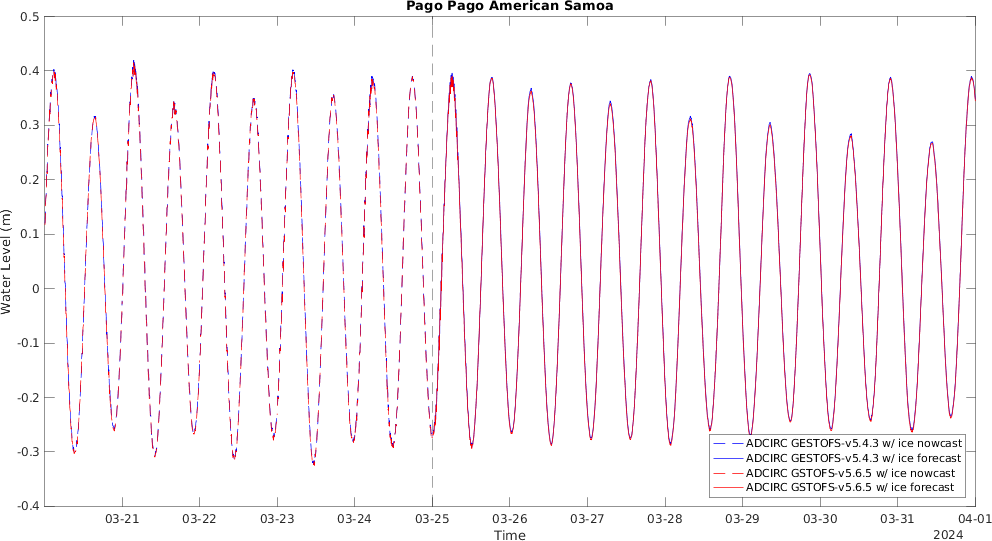 Pago Pago American Samoa
0.5
0.4
0.3
0.2
0.1
0
-0.1
-0.2
-0.3
-0.4
Water Level (m)
ADCIRC GESTOFS-v5.4.3 w/ ice nowcast
ADCIRC GESTOFS-v5.4.3 w/ ice forecast
ADCIRC GSTOFS-v5.6.5 w/ ice nowcast
ADCIRC GSTOFS-v5.6.5 w/ ice forecast
03-21 03-22 03-23 03-24 03-25 03-26 03-27 03-28 03-29 03-30 03-31 04-01
Time
2024